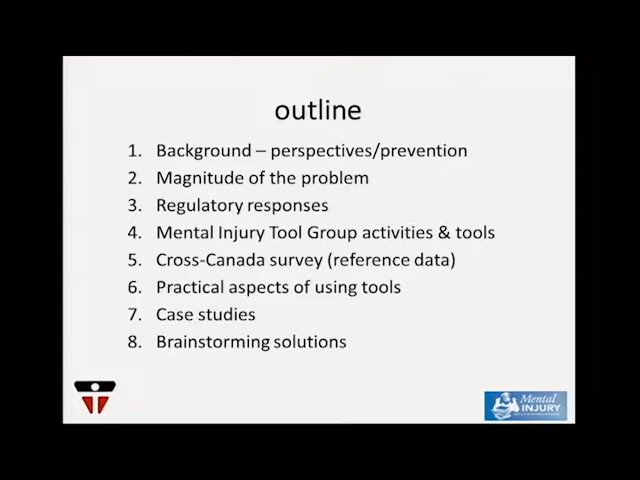 outline
1. Background – perspectives/prevention
2. Magnitude of the problem
3. Regulatory responses
4. Mental Injury Tool Group activities & tools
5. Cross-Canada survey (reference data)
6. Practical aspects of using tools
7. Case studies
8. Brainstorming solutions
Mental
INJURY